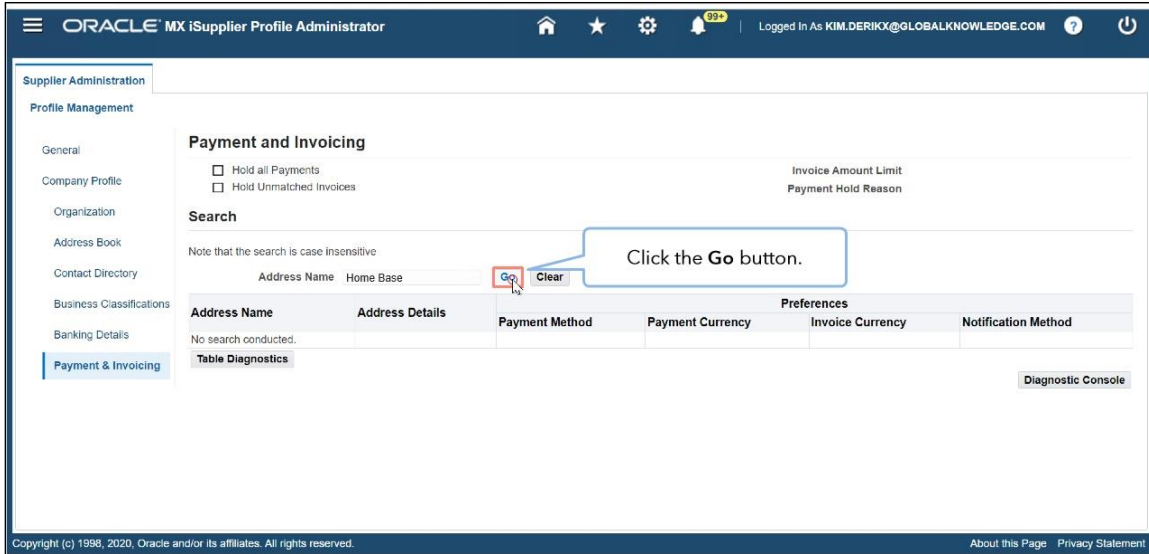 ORACLE MX iSupplier Profile Administrator
99+
Logged In As KIM.DERIKX@GLOBALKNOWLEDGE.COM
?
Supplier Administration
Profile Management
General
Company Profile
Organization
Address Book
Contact Directory
Business Classifications
Banking Details
Payment & Invoicing
Payment and Invoicing
Hold all Payments
Hold Unmatched Invoices
Invoice Amount Limit
Payment Hold Reason
Search
Note that the search is case insensitive
Address Name Home Base Go Clear
Click the Go button.
Address Name Address Details Preferences
Payment Method Payment Currency Invoice Currency Notification Method
No search conducted.
Table Diagnostics
Diagnostic Console
Copyright (c) 1998, 2020, Oracle and/or its affiliates. All rights reserved.
About this Page Privacy Statement